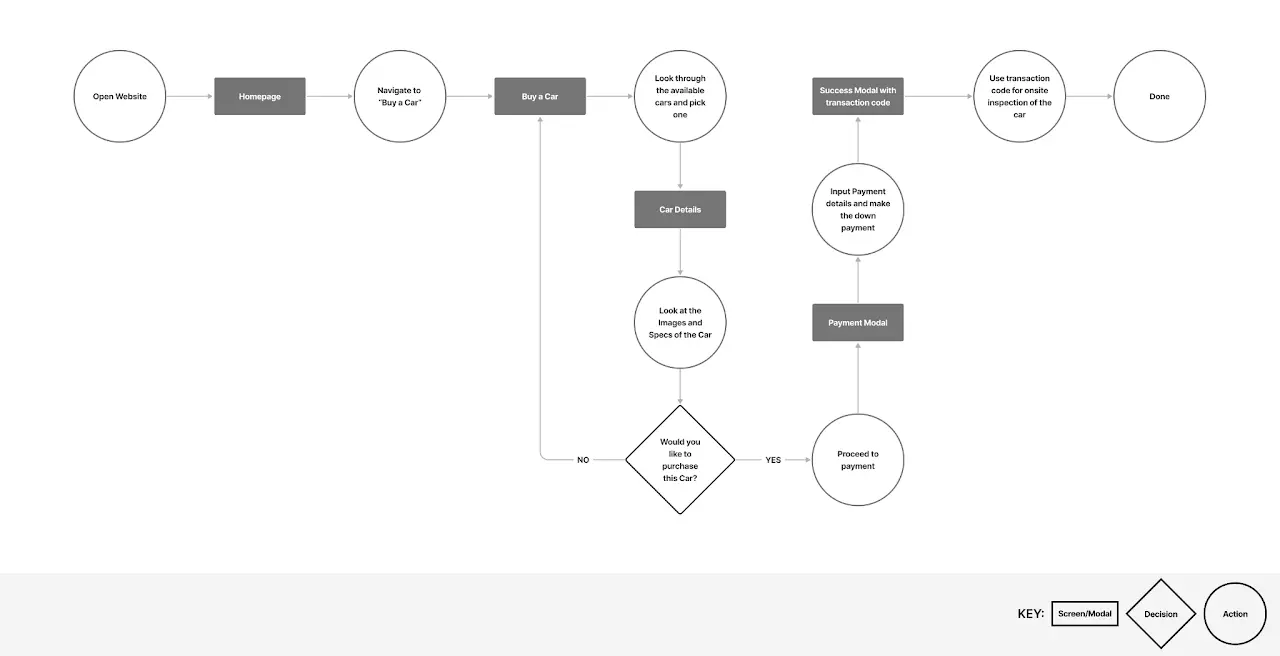 Open Website
Homepage
Navigate to
“Buy a Car”
Buy a Car
Look through
the available
cars and pick
one
Car Details
Look at the
Images and
Specs of the Car
Would you
like to
purchase
this Car?
NO
YES
Proceed to
payment
Payment Modal
Input Payment
details and make
the down
payment
Success Modal with
transaction code
Use transaction
code for onsite
inspection of the
car
Done
KEY:
Screen/Modal
Decision
Action